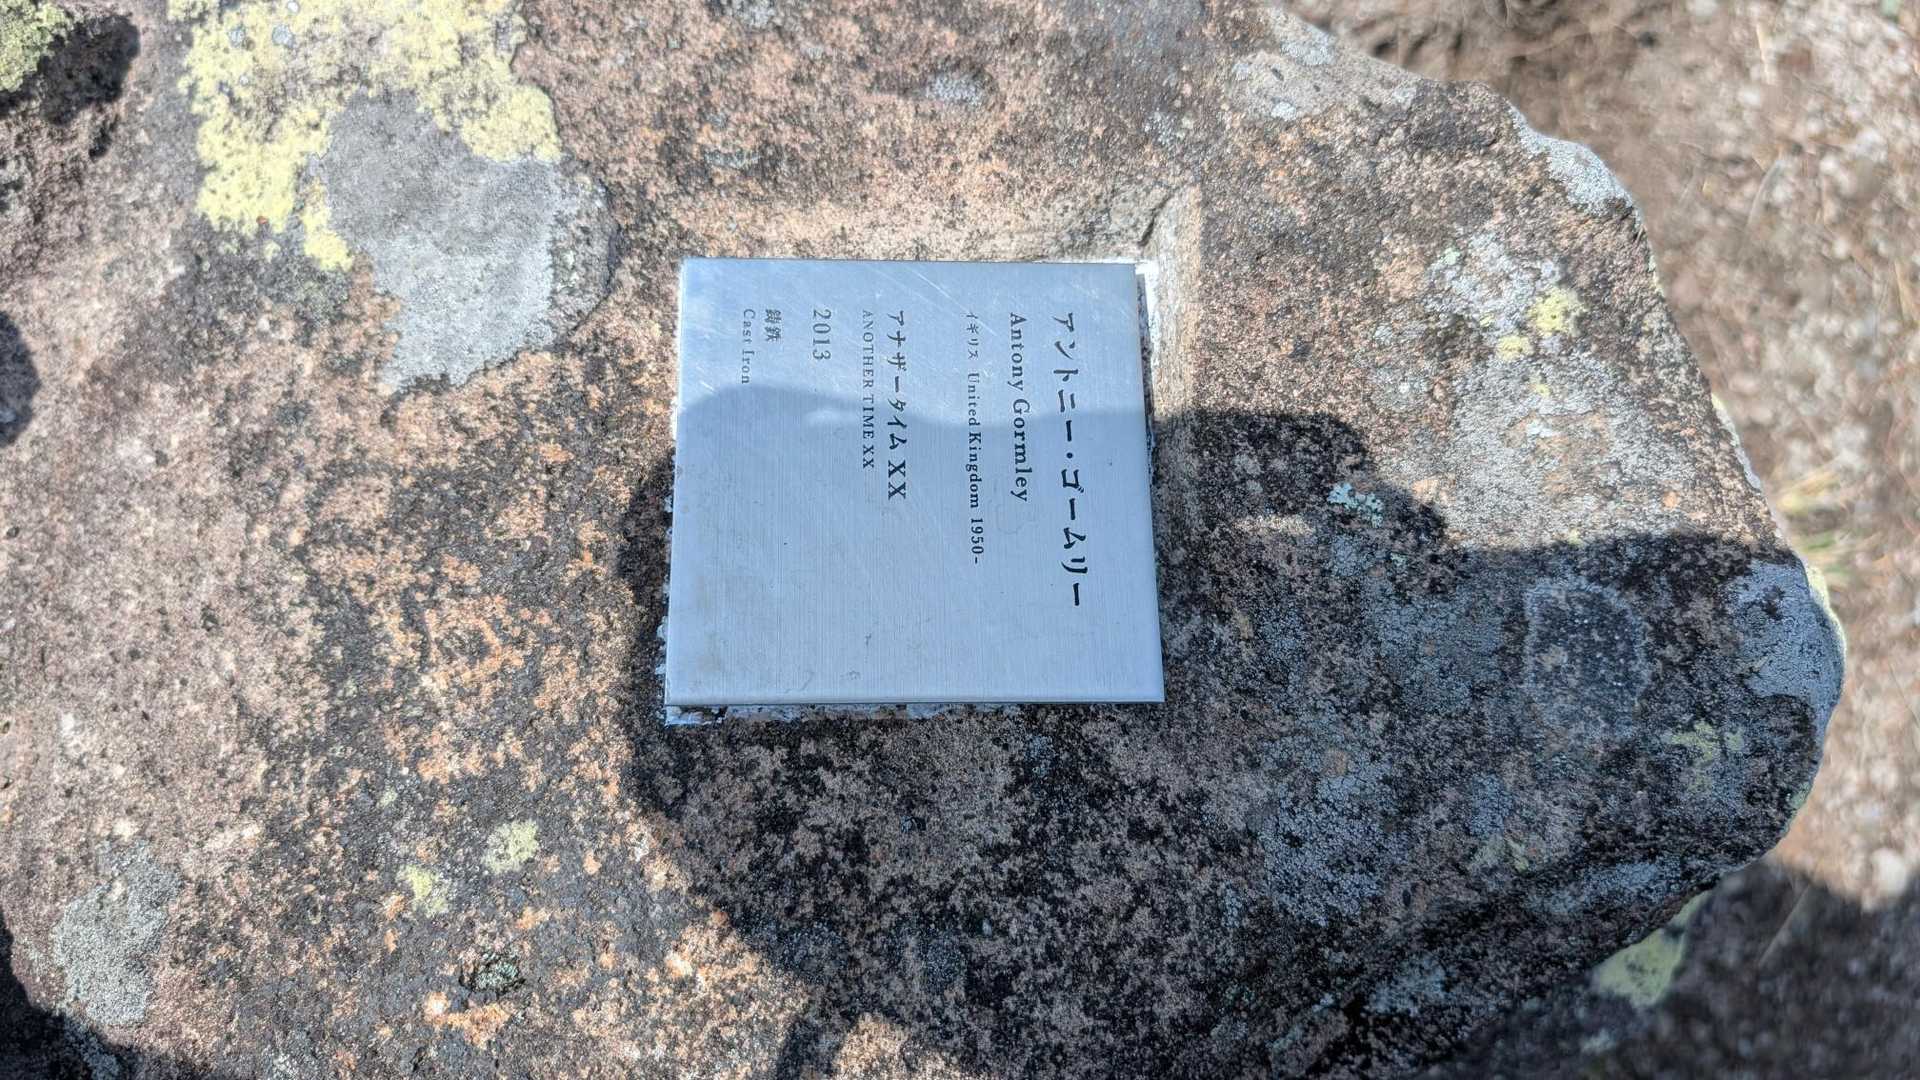 アントニー・ゴームリー
Antony Gormley
イギリス United Kingdom 1950-
アナザータイム XX
ANOTHER TIME XX
2013
鋳鉄
Cast Iron